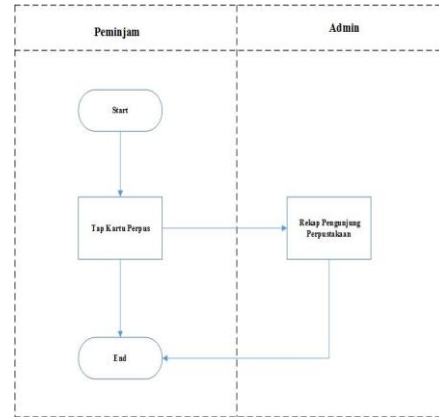 Peminjam
Admin
Start
Tap Kartu Perpus
Rekap Pengunjung
Perpustakaan
End